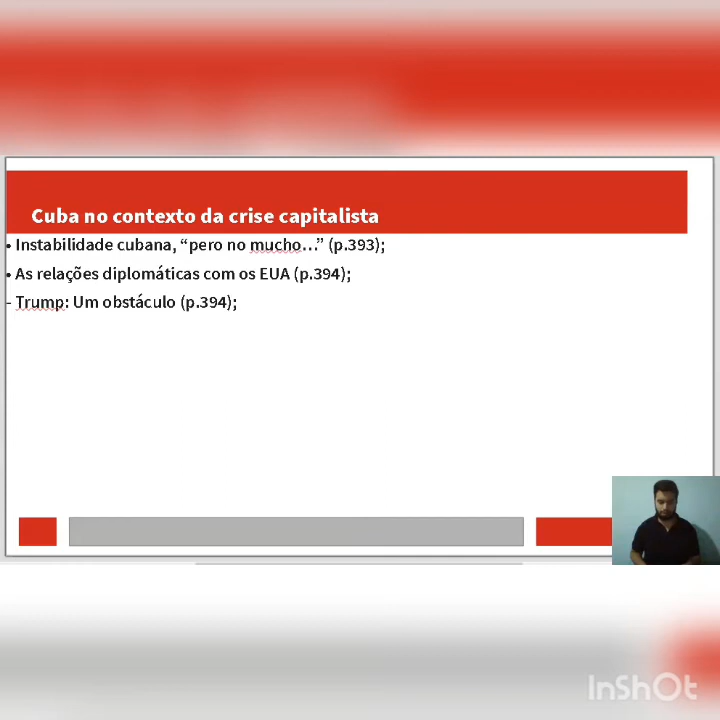 Cuba no contexto da crise capitalista
• Instabilidade cubana, “pero no mucho...” (p.393);
• As relações diplomáticas com os EUA (p.394);
- Trump: Um obstáculo (p.394);
InShOt